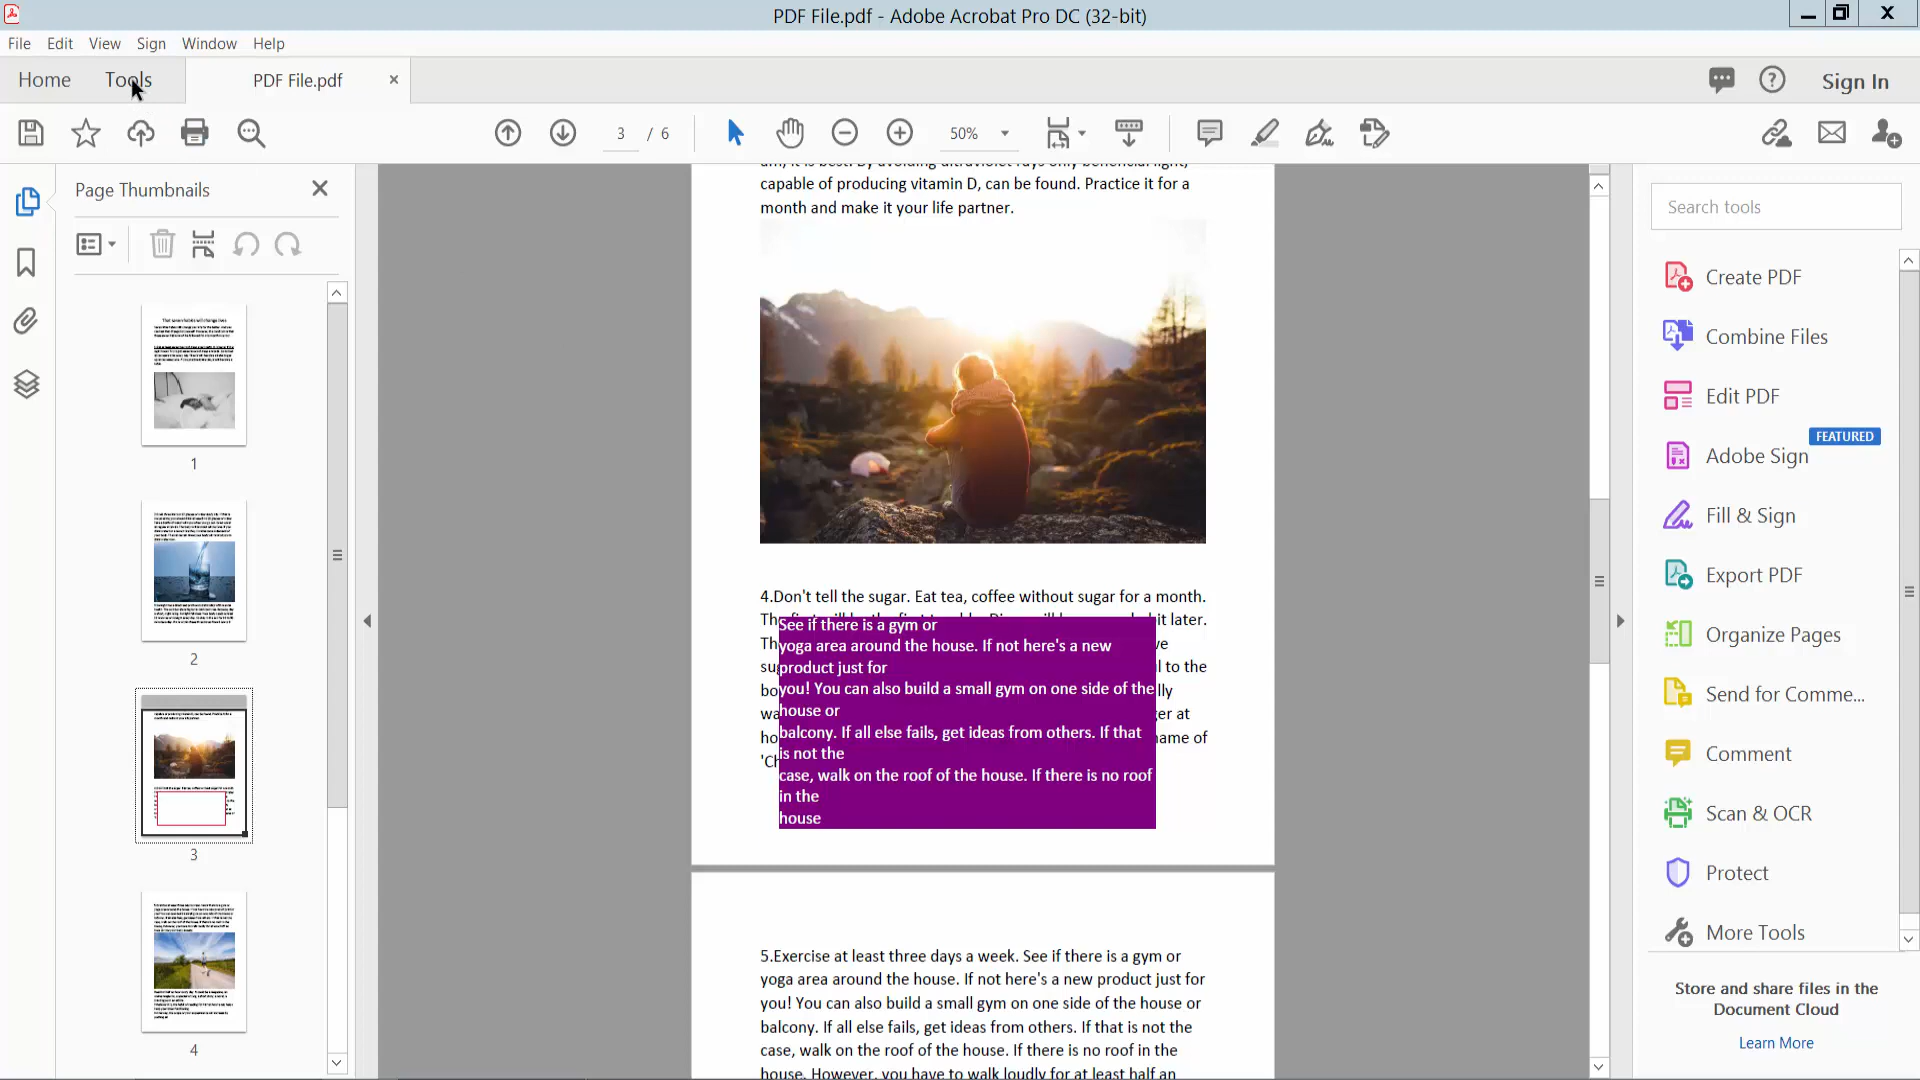 PDF File.pdf - Adobe Acrobat Pro DC (32-bit)
File Edit View Sign Window Help
Home Tools PDF File.pdf Sign In
3 / 6 50%
Page Thumbnails
1
2
3
4
capable of producing vitamin D, can be found. Practice it for a
month and make it your life partner.
4.Don't tell the sugar. Eat tea, coffee without sugar for a month.
it later.
l to the
er at
name of
See if there is a gym or
yoga area around the house. If not here's a new
product just for
you! You can also build a small gym on one side of the
house or
balcony. If all else fails, get ideas from others. If that
is not the
case, walk on the roof of the house. If there is no roof
in the
house
5.Exercise at least three days a week. See if there is a gym or
yoga area around the house. If not here's a new product just for
you! You can also build a small gym on one side of the house or
balcony. If all else fails, get ideas from others. If that is not the
case, walk on the roof of the house. If there is no roof in the
house. However, you have to walk loudly for at least half an
Search tools
Create PDF
Combine Files
Edit PDF
FEATURED
Adobe Sign
Fill & Sign
Export PDF
Organize Pages
Send for Comme...
Comment
Scan & OCR
Protect
More Tools
Store and share files in the
Document Cloud
Learn More